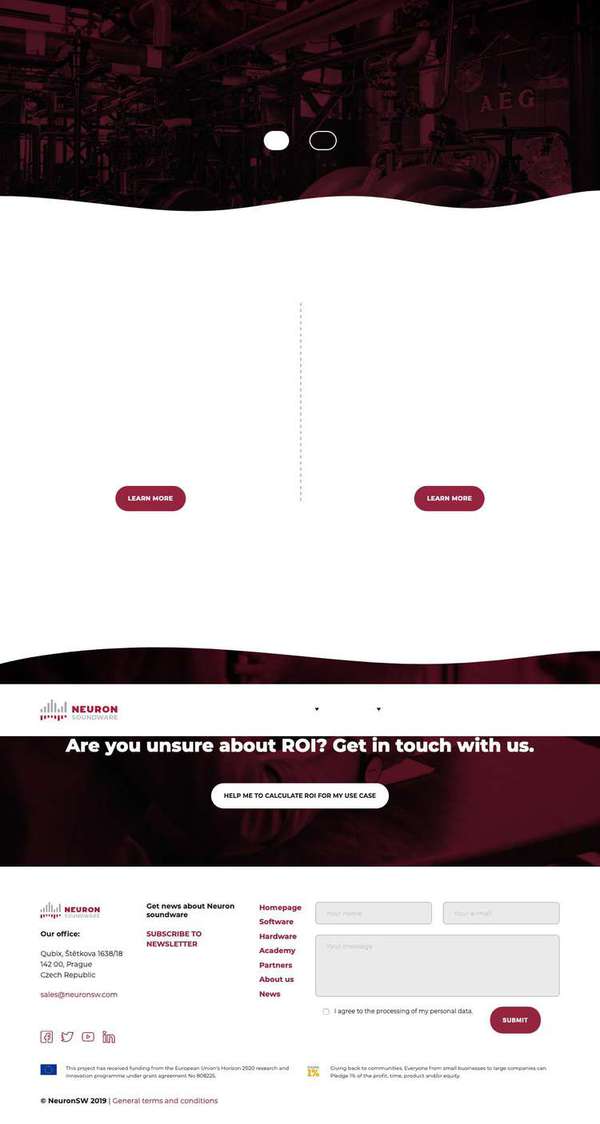 AEG
LEARN MORE
LEARN MORE
NEURON
SOUNDWARE
Are you unsure about ROI? Get in touch with us.
HELP ME TO CALCULATE ROI FOR MY USE CASE
NEURON
SOUNDWARE
Our office:
Qubix, Štětkova 1638/18
142 00, Prague
Czech Republic
sales@neuronsw.com
Get news about Neuron
soundware
SUBSCRIBE TO
NEWSLETTER
Homepage
Software
Hardware
Academy
Partners
About us
News
Your name
Your e-mail
Your message
I agree to the processing of my personal data.
SUBMIT
This project has received funding from the European Union's Horizon 2020 research and
innovation programme under grant agreement No 808225.
1%
Giving back to communities. Everyone from small businesses to large companies can.
Pledge 1% of the profit, time, product and/or equity.
© NeuronSW 2019 | General terms and conditions